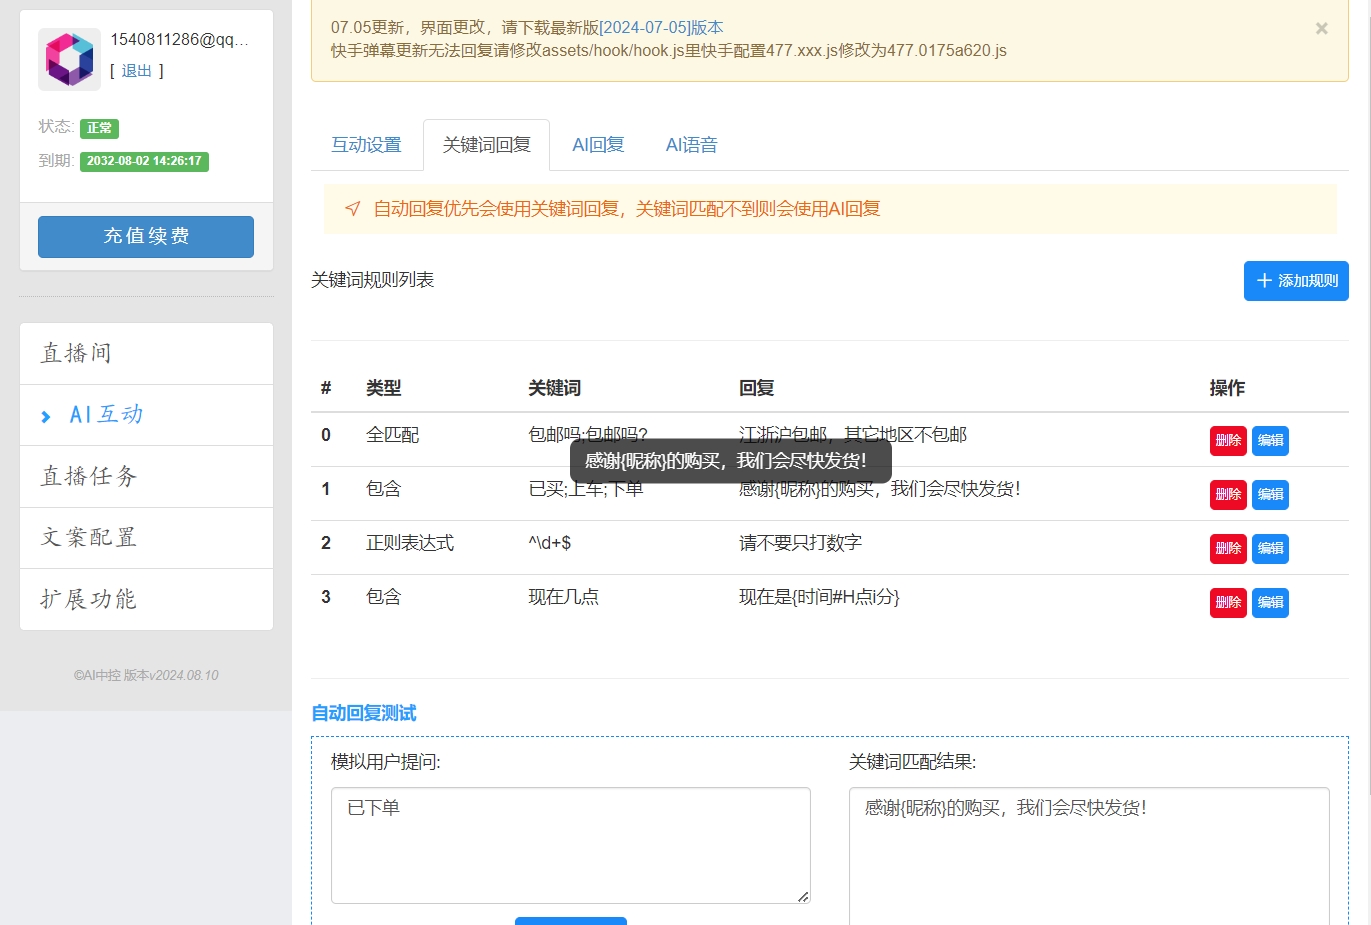 1540811286@qq...
[ 退出 ]
状态: 正常
到期: 2032-08-02 14:26:17
充值续费
直播间
AI互动
直播任务
文案配置
扩展功能
©AI中控 版本v2024.08.10
07.05更新，界面更改，请下载最新版[2024-07-05]版本
快手弹幕更新无法回复请修改assets/hook/hook.js里快手配置477.xxx.js修改为477.0175a620.js
×
互动设置 关键词回复 AI回复 AI语音
自动回复优先会使用关键词回复，关键词匹配不到则会使用AI回复
关键词规则列表 添加规则
# 类型 关键词 回复 操作
0 全匹配 包邮吗;包邮吗? 江浙沪包邮，其它地区不包邮 删除 编辑
感谢{昵称}的购买，我们会尽快发货！
1 包含 已买;上车;下单 感谢{昵称}的购买，我们会尽快发货！ 删除 编辑
2 正则表达式 ^\d+$ 请不要只打数字 删除 编辑
3 包含 现在几点 现在是{时间#H点i分} 删除 编辑
自动回复测试
模拟用户提问: 关键词匹配结果:
已下单 感谢{昵称}的购买，我们会尽快发货！